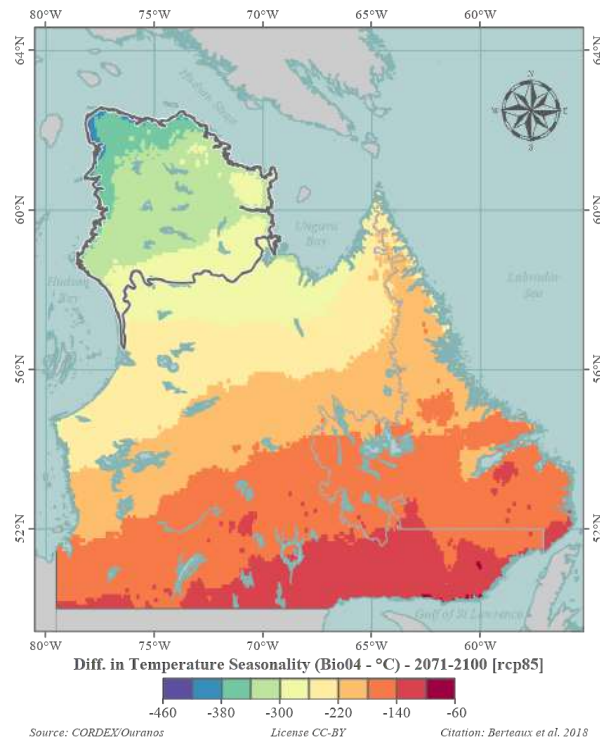 80°W 75°W 70°W 65°W 60°W
64°N 64°N
Hudson Strait
N
W E
S
60°N 60°N
Ungava
Bay
Hudson
Bay
Labrador
Sea
56°N 56°N
52°N 52°N
Gulf of St Lawrence
80°W 75°W 70°W 65°W 60°W
Diff. in Temperature Seasonality (Bio04 - °C) - 2071-2100 [rcp85]
-460 -380 -300 -220 -140 -60
Source: CORDEX/Ouranos License CC-BY Citation: Berteaux et al. 2018